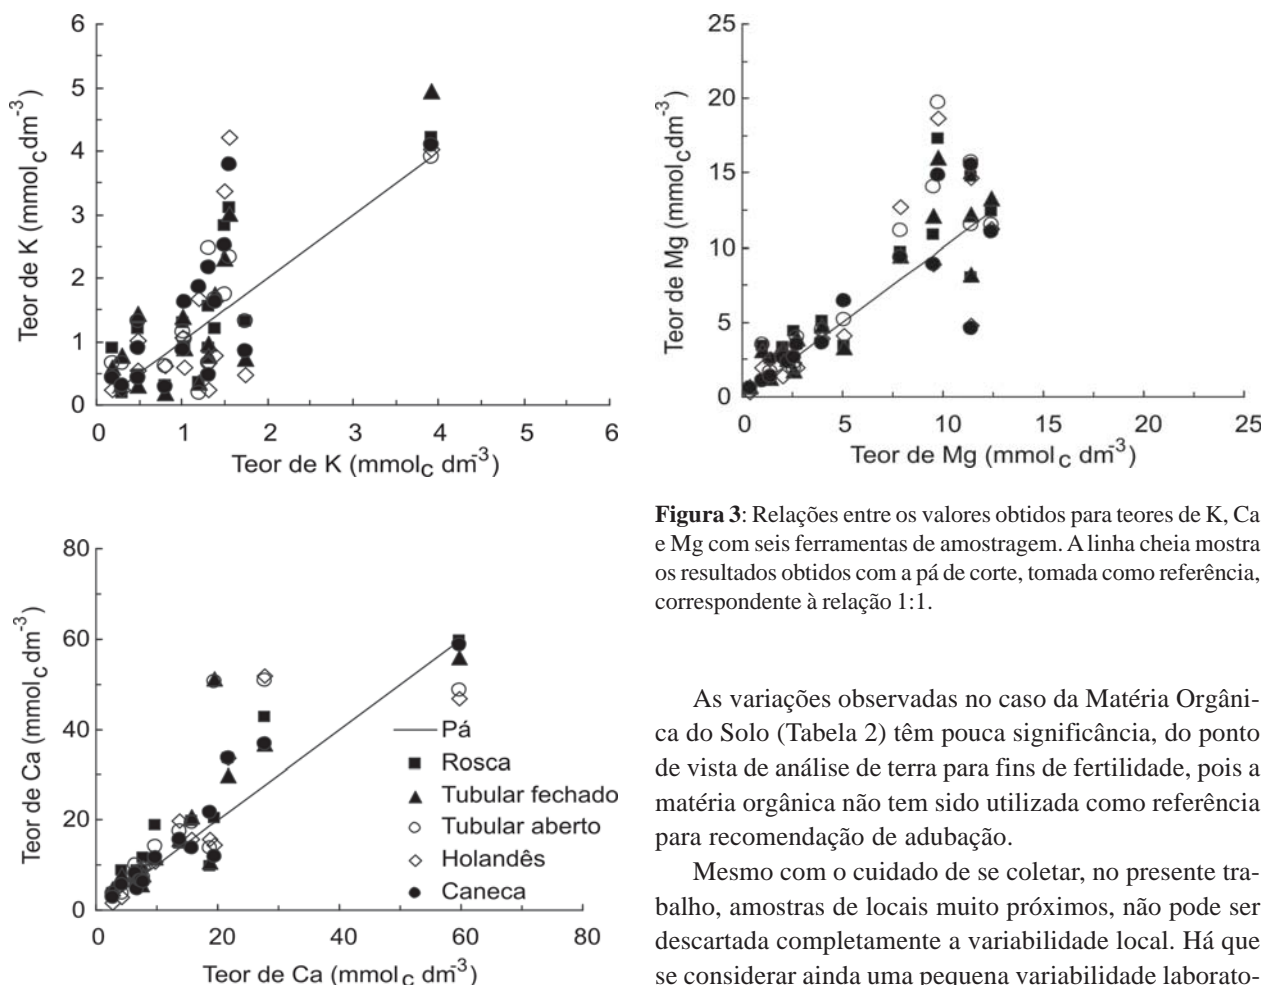 6
5
4
3
2
1
0
Teor de K (mmolc dm-3)
0 1 2 3 4 5 6
Teor de K (mmolc dm-3)
25
20
15
10
5
0
Teor de Mg (mmolc dm-3)
0 5 10 15 20 25
Teor de Mg (mmolc dm-3)
80
60
40
20
0
Teor de Ca (mmolc dm-3)
Pá
Rosca
Tubular fechado
Tubular aberto
Holandês
Caneca
0 20 40 60 80
Teor de Ca (mmolc dm-3)
Figura 3: Relações entre os valores obtidos para teores de K, Ca
e Mg com seis ferramentas de amostragem. A linha cheia mostra
os resultados obtidos com a pá de corte, tomada como referência,
correspondente à relação 1:1.
As variações observadas no caso da Matéria Orgâni-
ca do Solo (Tabela 2) têm pouca significância, do ponto
de vista de análise de terra para fins de fertilidade, pois a
matéria orgânica não tem sido utilizada como referência
para recomendação de adubação.
Mesmo com o cuidado de se coletar, no presente tra-
balho, amostras de locais muito próximos, não pode ser
descartada completamente a variabilidade local. Há que
se considerar ainda uma pequena variabilidade laborato-